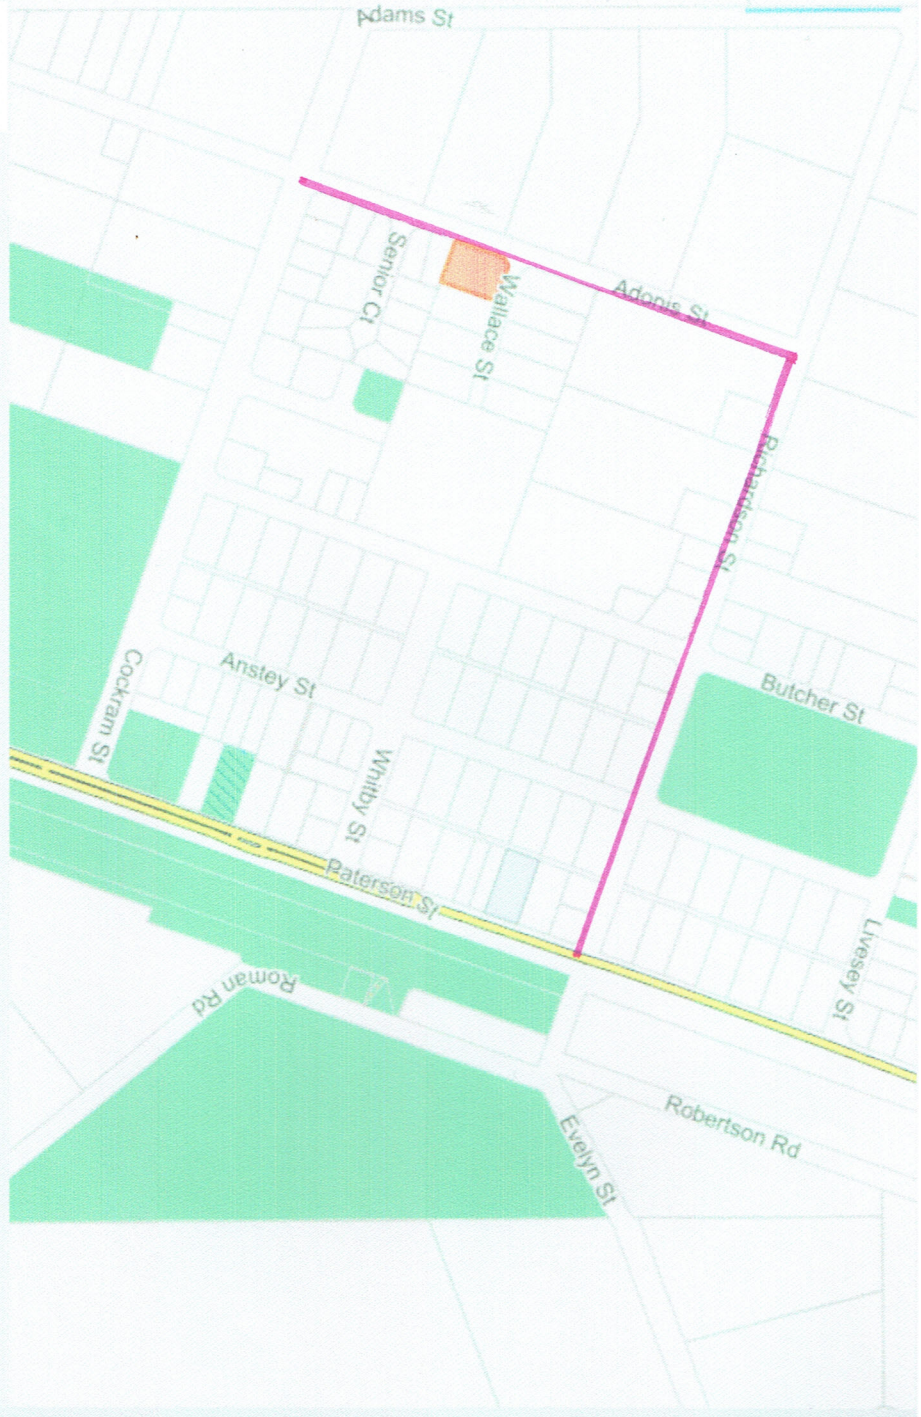 Adams St
Senior Ct
Wallace St
Adonis St
Richardson St
Butcher St
Anstey St
Cockram St
Whitby St
Paterson St
Livesey St
Roman Rd
Robertson Rd
Evelyn St